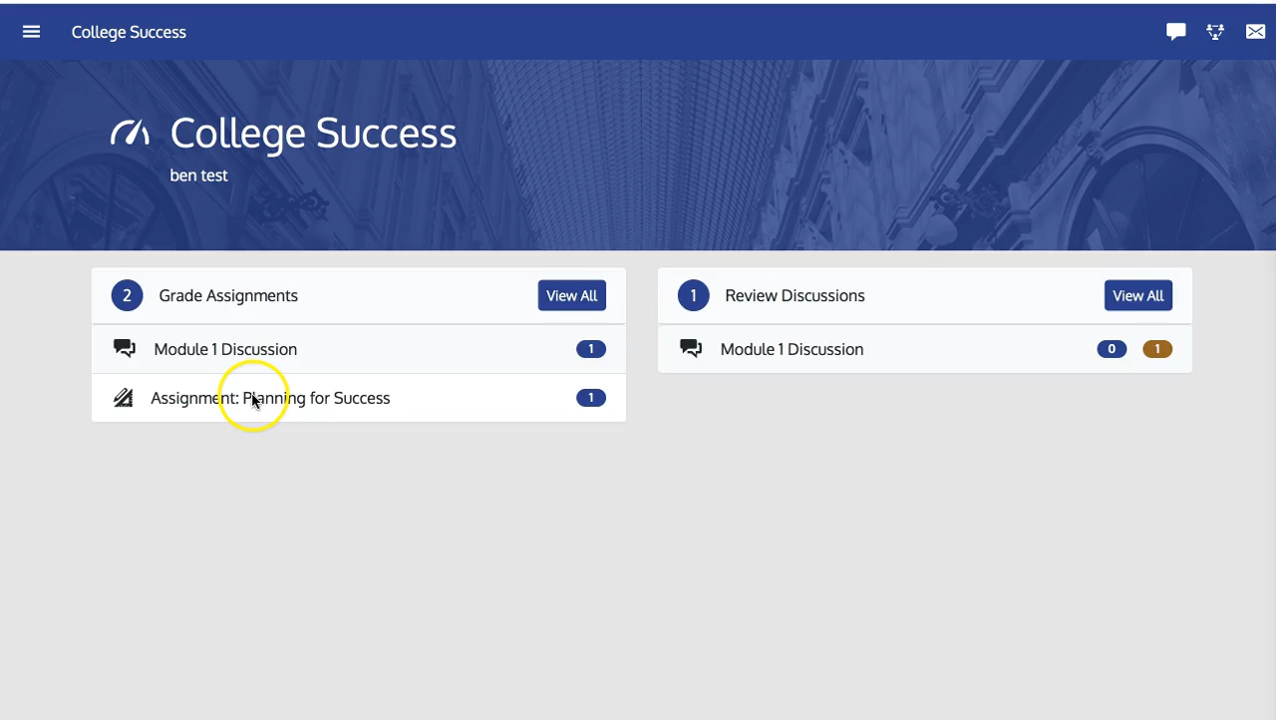 College Success
College Success
ben test
2 Grade Assignments View All
Module 1 Discussion 1
Assignment: Planning for Success 1
1 Review Discussions View All
Module 1 Discussion 0 1